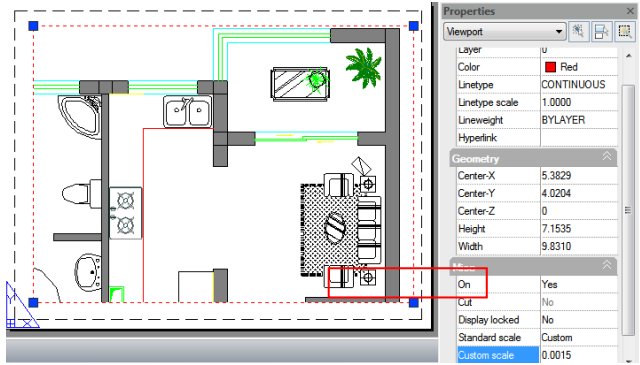 Properties
Viewport
Layer 0
Color Red
Linetype CONTINUOUS
Linetype scale 1.0000
Lineweight BYLAYER
Hyperlink
Geometry
Center-X 5.3829
Center-Y 4.0204
Center-Z 0
Height 7.1535
Width 9.8310
Misc
On Yes
Cut No
Display locked No
Standard scale Custom
Custom scale 0.0015